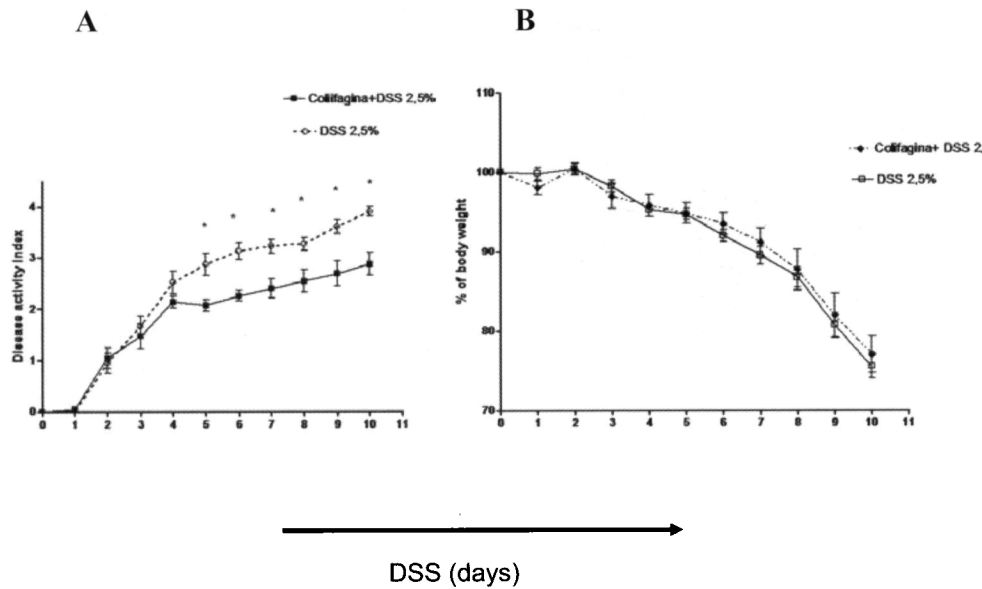 A
B
Colifagina+DSS 2,5%
DSS 2,5%
Disease activity index
4
3
2
1
0
0 1 2 3 4 5 6 7 8 9 10 11
* * * * * *
Colifagina+ DSS 2,
DSS 2,5%
% of body weight
110
100
90
80
70
0 1 2 3 4 5 6 7 8 9 10 11
DSS (days)